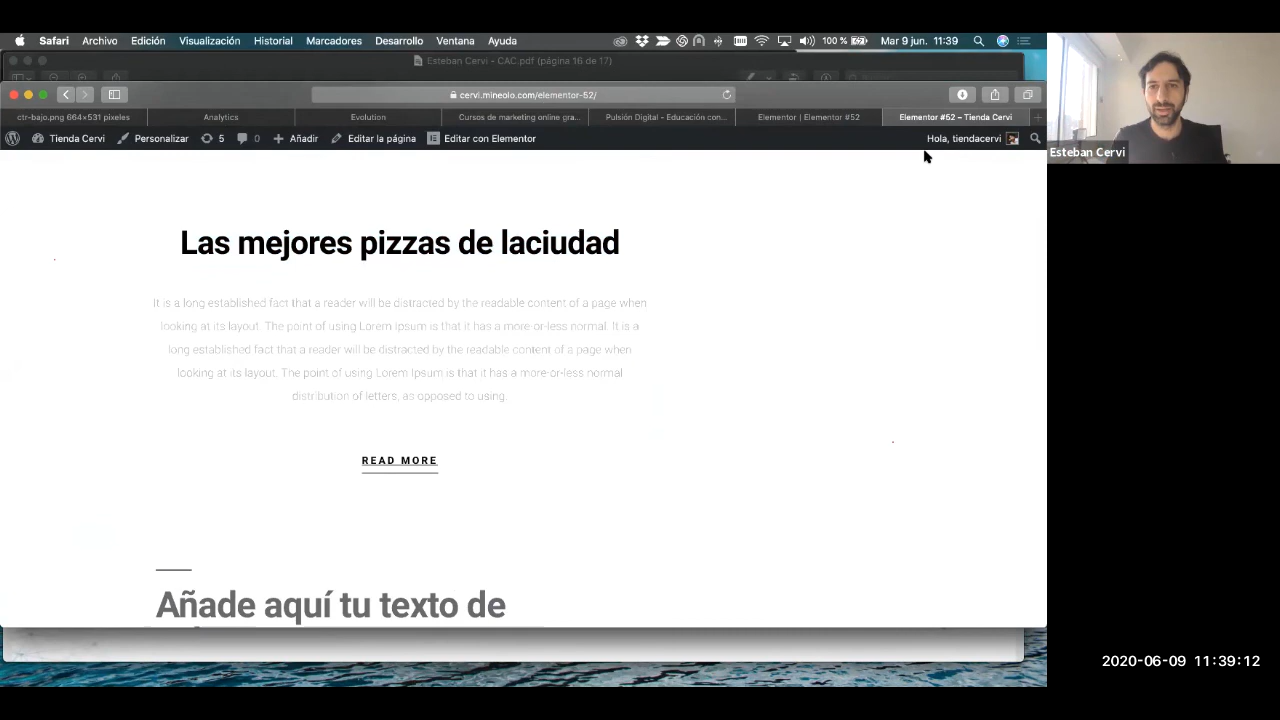 Safari Archivo Edición Visualización Historial Marcadores Desarrollo Ventana Ayuda 100 % Mar 9 jun. 11:39
Esteban Cervi - CAC.pdf (página 16 de 17)
cervi.mineolo.com/elementor-52/
ctr-bajo.png 664×531 píxeles Analytics Evolution Cursos de marketing online gra... Pulsión Digital - Educación con... Elementor | Elementor #52 Elementor #52 – Tienda Cervi
Tienda Cervi Personalizar 5 0 Añadir Editar la página Editar con Elementor Hola, tiendacervi
Esteban Cervi
Las mejores pizzas de laciudad
It is a long established fact that a reader will be distracted by the readable content of a page when
looking at its layout. The point of using Lorem Ipsum is that it has a more-or-less normal. It is a
long established fact that a reader will be distracted by the readable content of a page when
looking at its layout. The point of using Lorem Ipsum is that it has a more-or-less normal
distribution of letters, as opposed to using.
READ MORE
Añade aquí tu texto de
2020-06-09 11:39:12